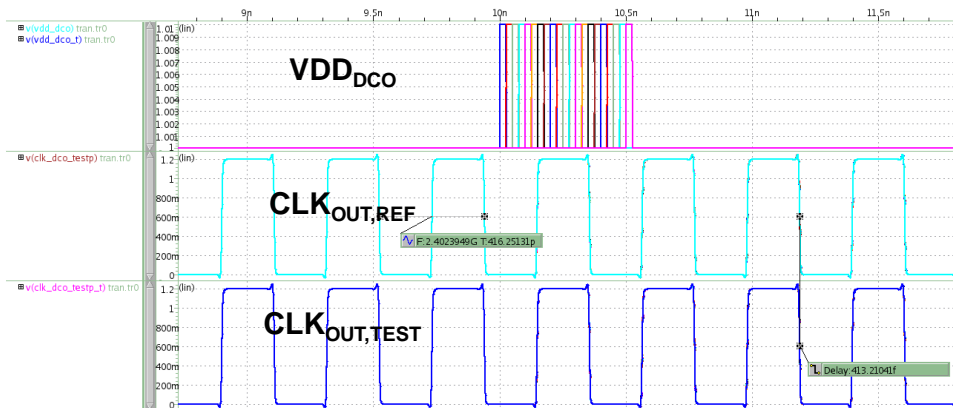 9n 9.5n 10n 10.5n 11n 11.5n
v(vdd_dco) tran.tr0
v(vdd_dco_t) tran.tr0
1.01 (lin)
1.009
1.008
1.007
1.006
1.005
1.004
1.003
1.002
1.001
1
VDDDCO
v(clk_dco_testp) tran.tr0
(lin)
1.2
1
800m
600m
400m
200m
0
CLKOUT,REF
F:2.4023949G T:416.25131p
v(clk_dco_testp_t) tran.tr0
(lin)
1.2
1
800m
600m
400m
200m
0
CLKOUT,TEST
Delay:413.21041f